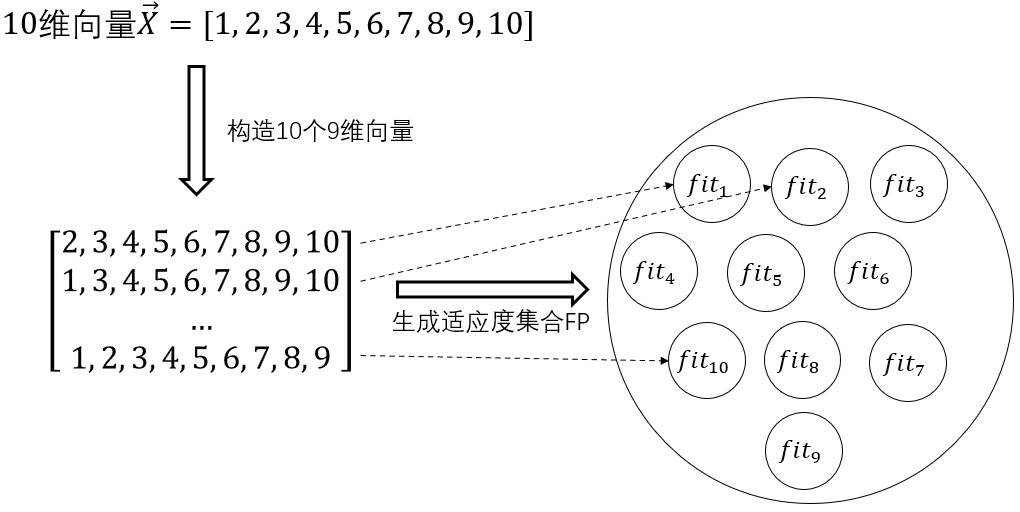 10维向量X⃗ = [1, 2, 3, 4, 5, 6, 7, 8, 9, 10]
构造10个9维向量
2, 3, 4, 5, 6, 7, 8, 9, 10
1, 3, 4, 5, 6, 7, 8, 9, 10
...
1, 2, 3, 4, 5, 6, 7, 8, 9
生成适应度集合FP
fit₁ fit₂ fit₃
fit₄ fit₅ fit₆
fit₁₀ fit₈ fit₇
fit₉